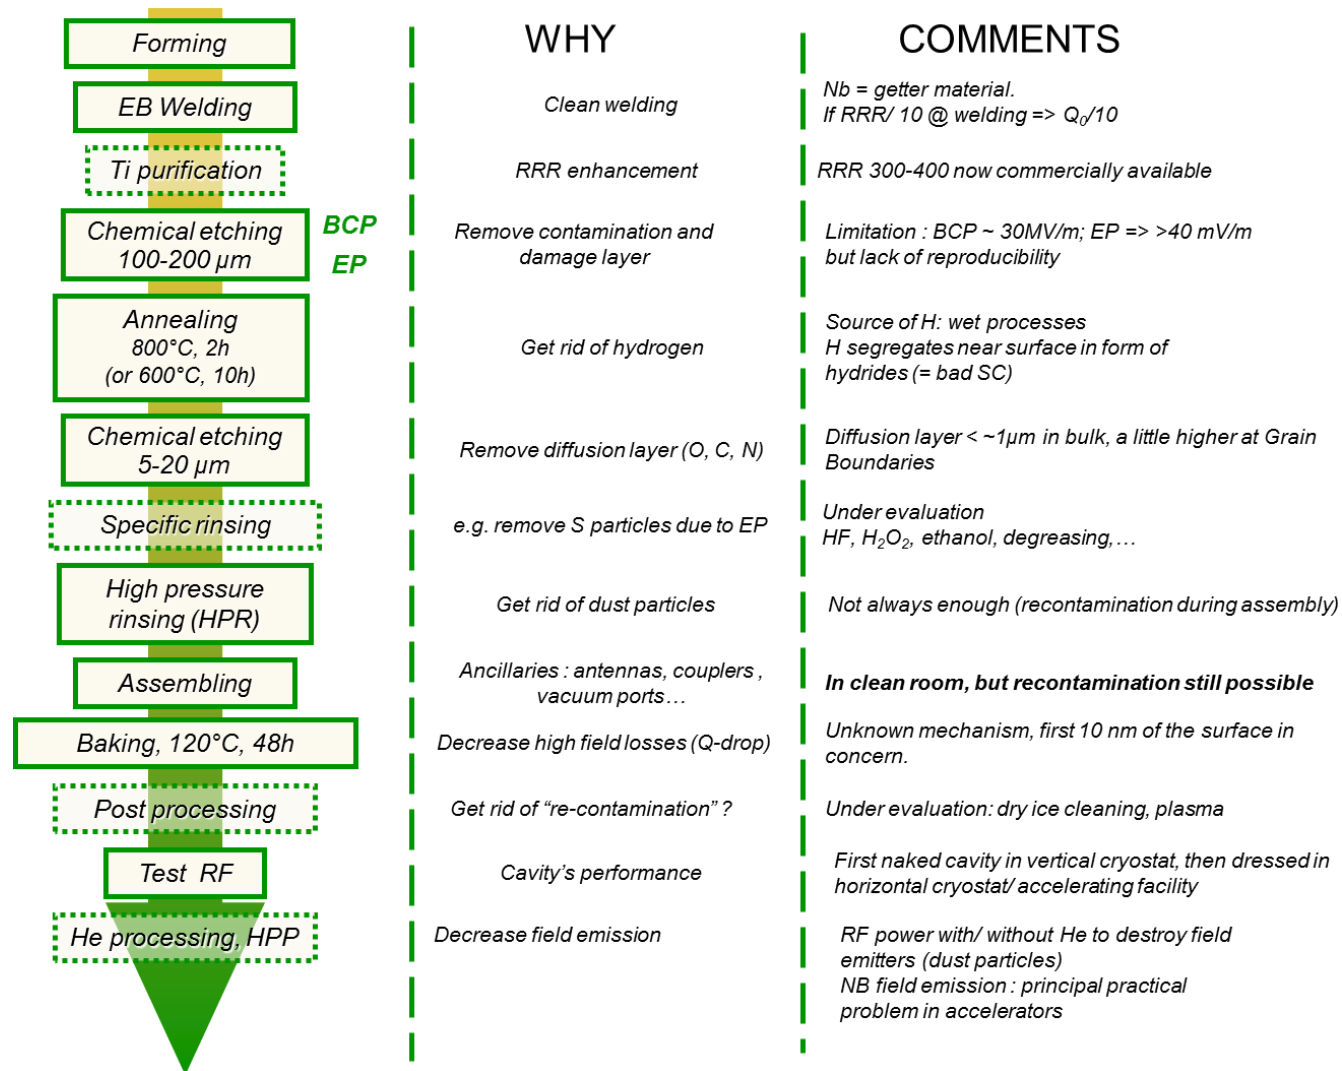 WHY
COMMENTS
Forming
EB Welding
Clean welding
Nb = getter material.
If RRR/ 10 @ welding => Q₀/10
Ti purification
RRR enhancement
RRR 300-400 now commercially available
Chemical etching
100-200 µm
BCP
EP
Remove contamination and
damage layer
Limitation : BCP ~ 30MV/m; EP => >40 mV/m
but lack of reproducibility
Annealing
800°C, 2h
(or 600°C, 10h)
Get rid of hydrogen
Source of H: wet processes
H segregates near surface in form of
hydrides (= bad SC)
Chemical etching
5-20 µm
Remove diffusion layer (O, C, N)
Diffusion layer < ~1µm in bulk, a little higher at Grain
Boundaries
Specific rinsing
e.g. remove S particles due to EP
Under evaluation
HF, H₂O₂, ethanol, degreasing,…
High pressure
rinsing (HPR)
Get rid of dust particles
Not always enough (recontamination during assembly)
Assembling
Ancillaries : antennas, couplers ,
vacuum ports…
In clean room, but recontamination still possible
Baking, 120°C, 48h
Decrease high field losses (Q-drop)
Unknown mechanism, first 10 nm of the surface in
concern.
Post processing
Get rid of “re-contamination” ?
Under evaluation: dry ice cleaning, plasma
Test RF
Cavity’s performance
First naked cavity in vertical cryostat, then dressed in
horizontal cryostat/ accelerating facility
He processing, HPP
Decrease field emission
RF power with/ without He to destroy field
emitters (dust particles)
NB field emission : principal practical
problem in accelerators